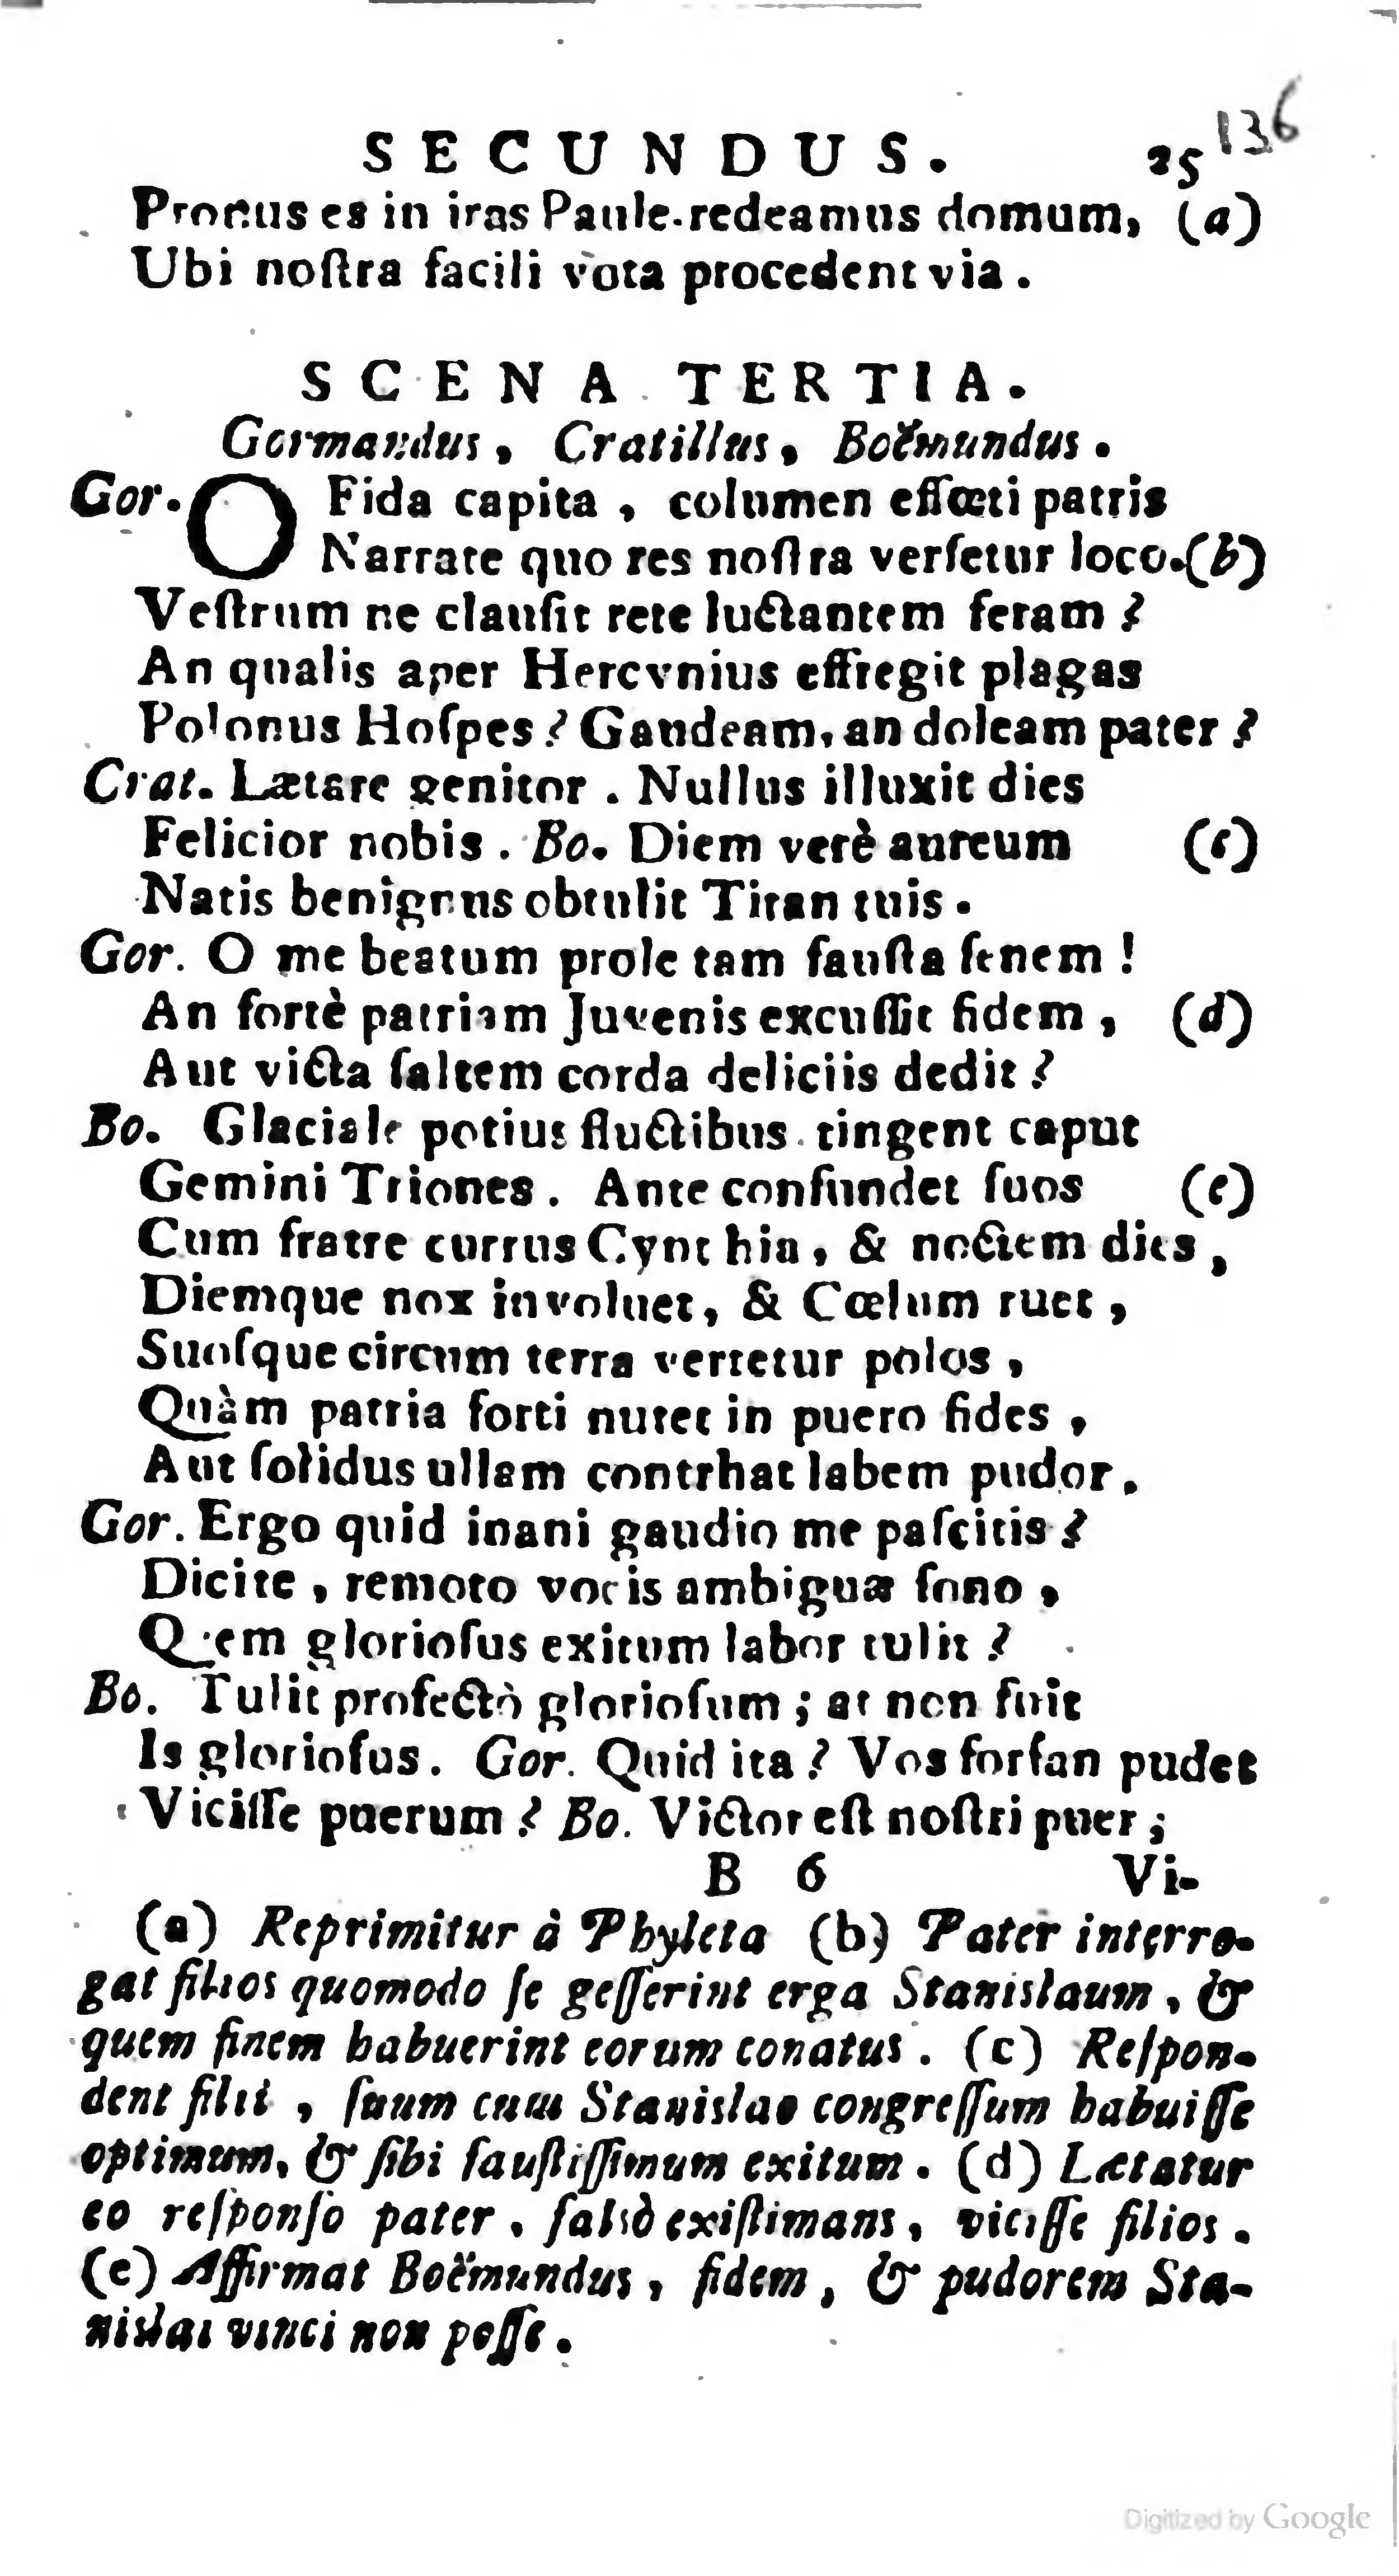 SECUNDUS. 25 136
Pronus es in iras Paule. redeamus domum, (a)
Ubi noſtra facili vota procedent via.
SCENA TERTIA.
Gormandus, Cratillus, Boëmundus.
Gor. O Fida capita, columen effœti patris
Narrate quo res noſtra verſetur loco. (b)
Veſtrum ne clauſit rete luctantem feram?
An qualis aper Hercynius effregit plagas
Polonus Hoſpes? Gaudeam, an doleam pater?
Crat. Lætare genitor. Nullus illuxit dies
Felicior nobis. Bo. Diem verè aureum (c)
Natis benignus obtulit Titan tuis.
Gor. O me beatum prole tam fauſta ſenem!
An fortè patriam Juvenis excuſſit fidem, (d)
Aut victa ſaltem corda deliciis dedit?
Bo. Glaciale potius fluctibus tingent caput
Gemini Triones. Ante confundet ſuos (e)
Cum fratre currus Cynthia, & noctem dies,
Diemque nox involuet, & Cœlum ruet,
Suoſque circum terra vertetur polos,
Quàm patria forti nutet in puero fides,
Aut ſolidus ullam contrhat labem pudor.
Gor. Ergo quid inani gaudio me paſcitis?
Dicite, remoto vocis ambiguæ ſono,
Quem glorioſus exitum labor tulit?
Bo. Tulit profectò glorioſum; at non fuit
Is glorioſus. Gor. Quid ita? Vos forſan pudet
Viciſſe puerum? Bo. Victor eſt noſtri puer;
B 6 Vi-
(a) Reprimitur à Phyleta (b) Pater interro-
gat filios quomodo ſe geſſerint erga Stanislaum, &
quem finem habuerint eorum conatus. (c) Reſpon-
dent filii, ſuum cum Stanislao congreſſum habuiſſe
optimum, & ſibi fauſtiſſimum exitum. (d) Lætatur
eo reſponſo pater, falsò exiſtimans, viciſſe filios.
(e) Affirmat Boëmundus, fidem, & pudorem Sta-
nislai vinci non poſſe.
Digitized by Google